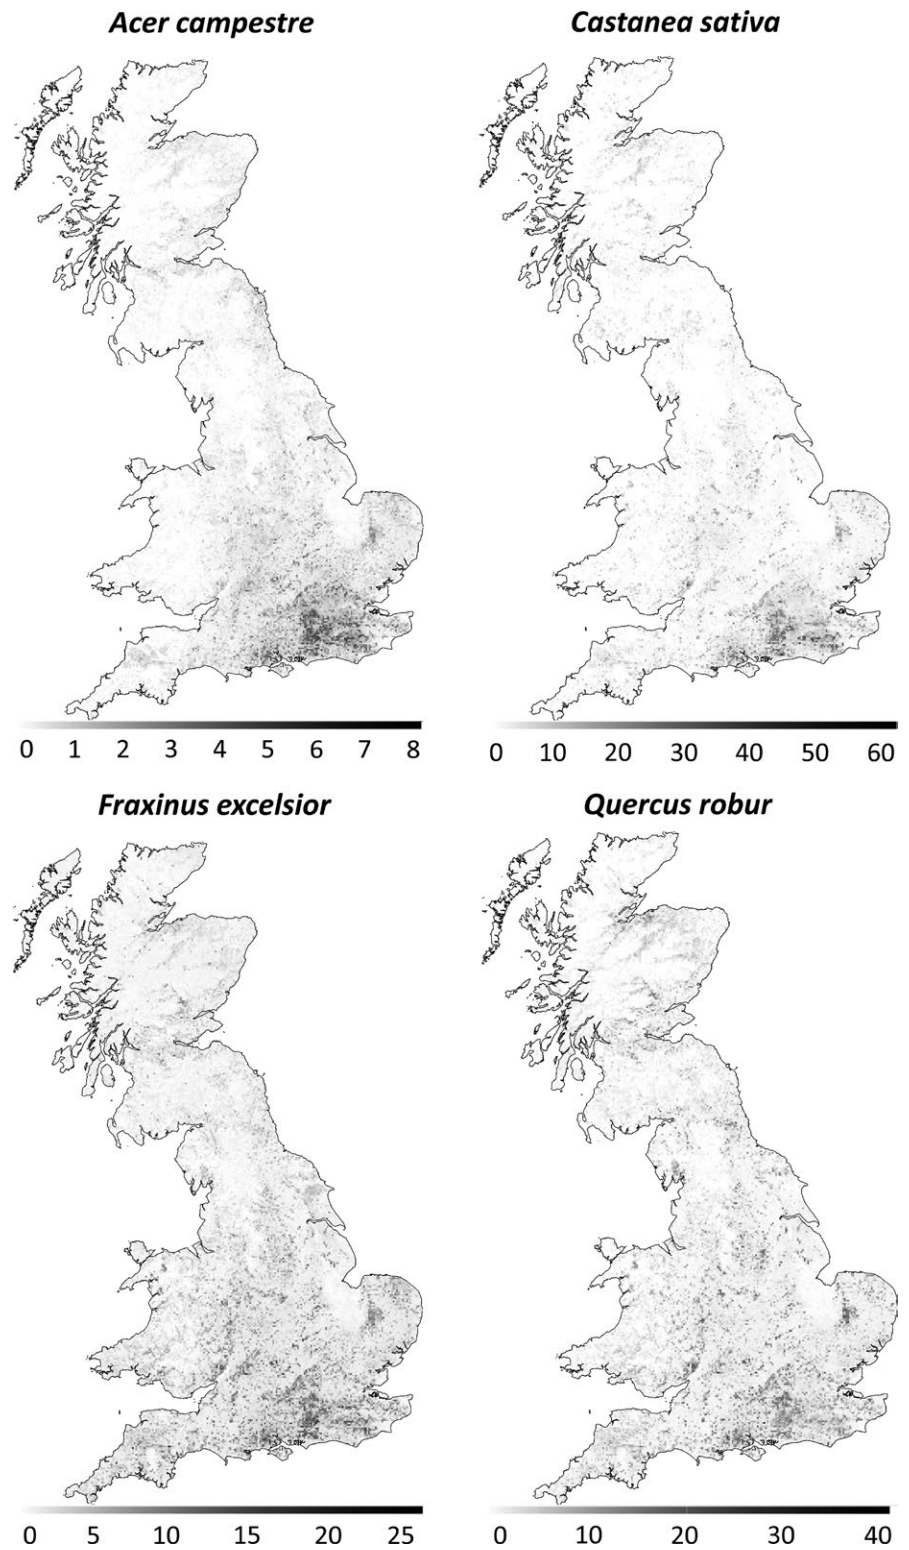 Acer campestre
Castanea sativa
0 1 2 3 4 5 6 7 8
0 10 20 30 40 50 60
Fraxinus excelsior
Quercus robur
0 5 10 15 20 25
0 10 20 30 40